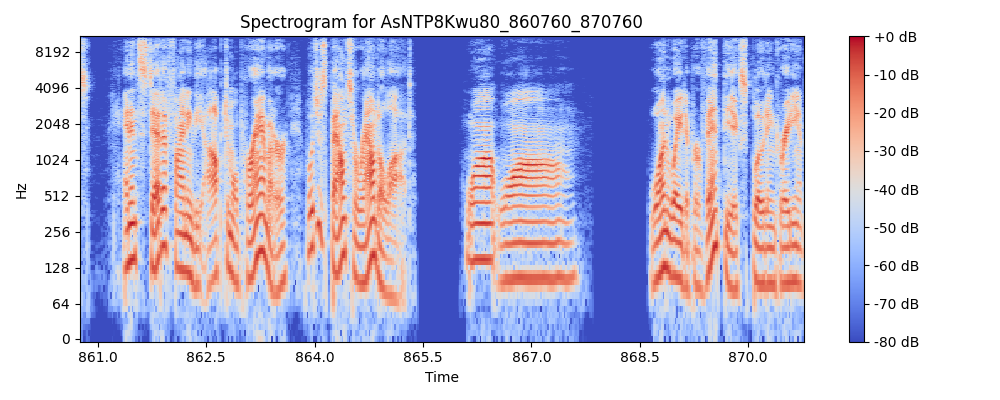 Spectrogram for AsNTP8Kwu80_860760_870760
8192
4096
2048
1024
512
256
128
64
0
Hz
861.0 862.5 864.0 865.5 867.0 868.5 870.0
Time
+0 dB
-10 dB
-20 dB
-30 dB
-40 dB
-50 dB
-60 dB
-70 dB
-80 dB